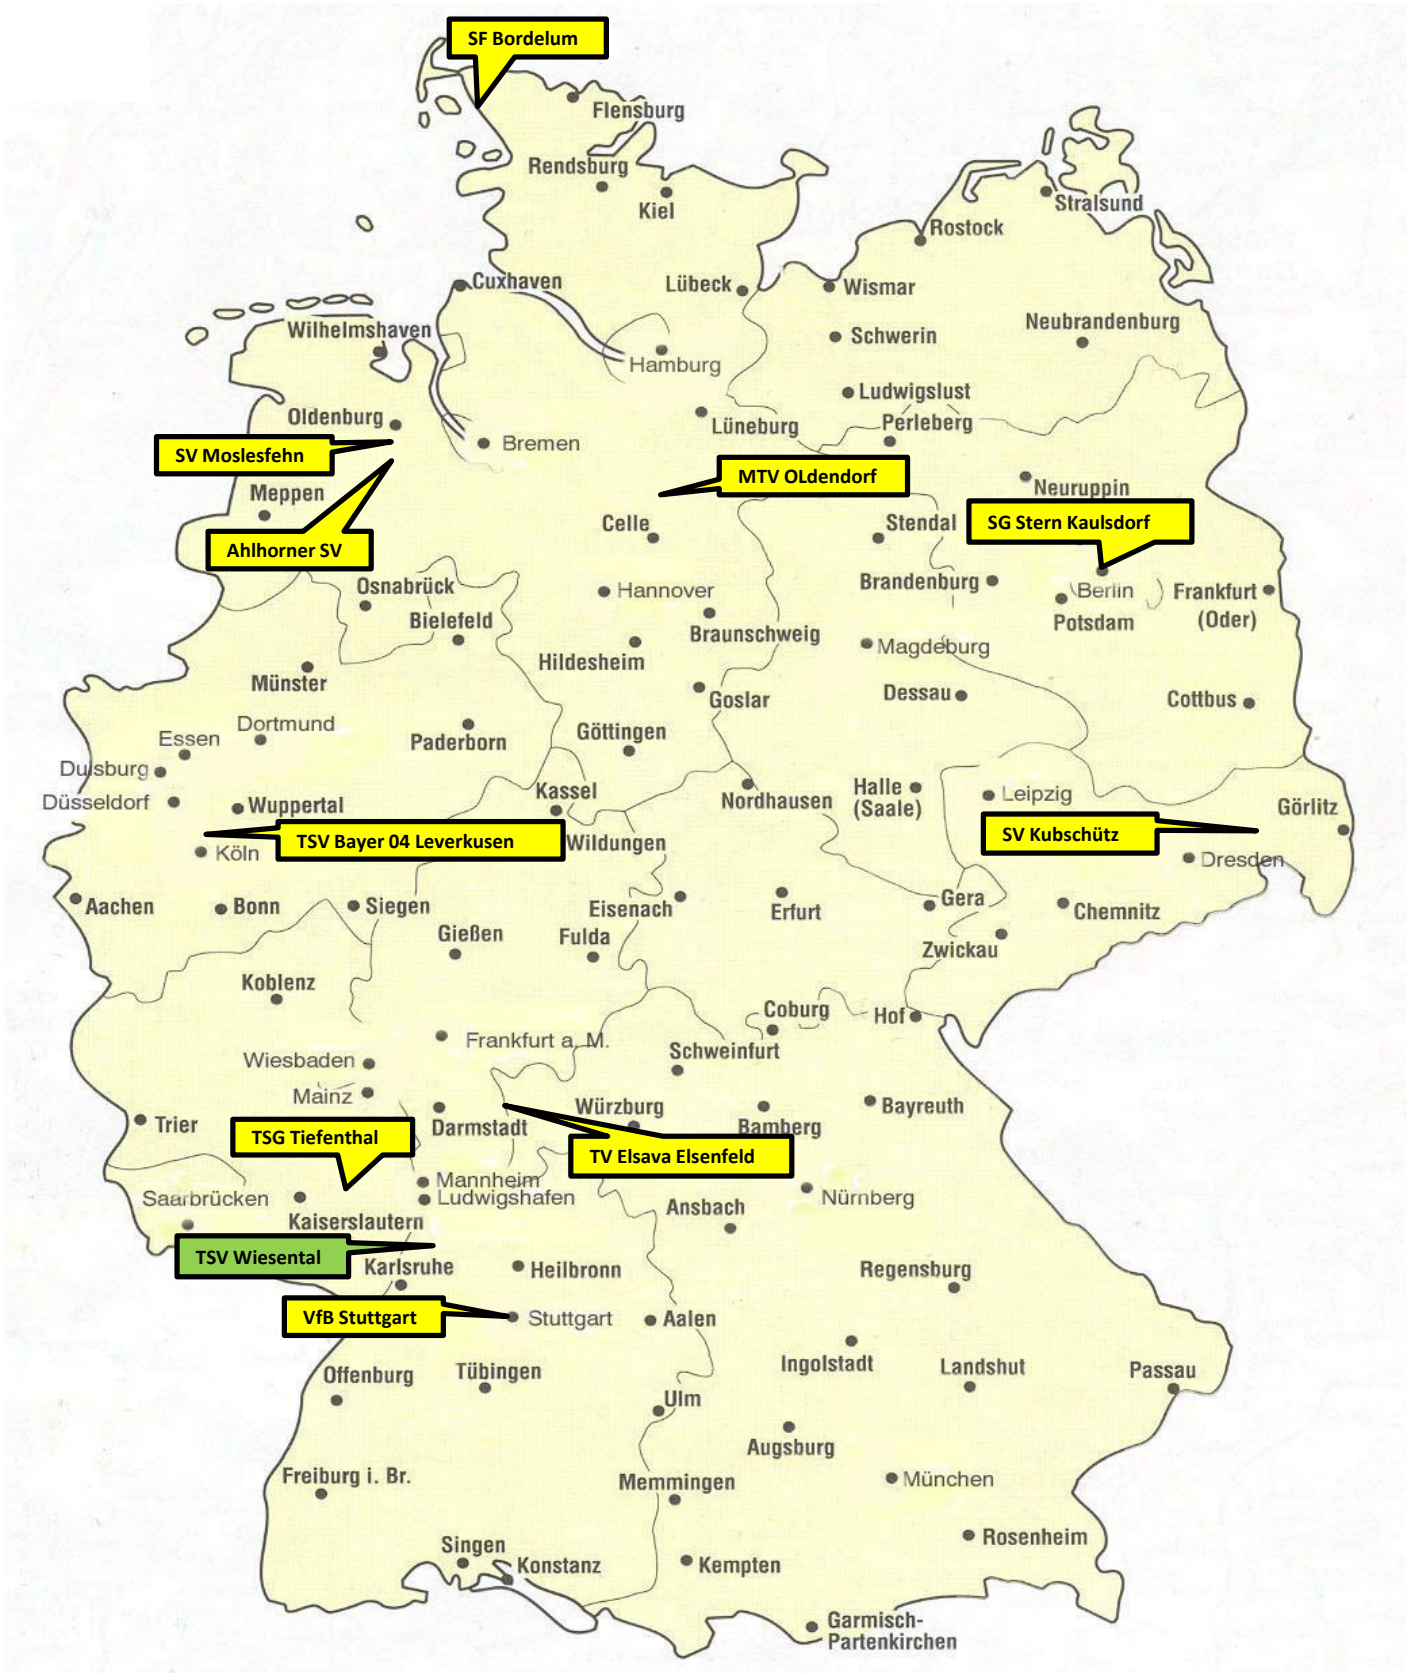 SF Bordelum
Flensburg
Rendsburg
Kiel
Stralsund
Rostock
Cuxhaven
Lübeck
Wismar
Wilhelmshaven
Schwerin
Neubrandenburg
Hamburg
Ludwigslust
Oldenburg
Lüneburg
Perleberg
Bremen
SV Moslesfehn
MTV OLdendorf
Meppen
Neuruppin
Celle
Stendal
SG Stern Kaulsdorf
Ahlhorner SV
Osnabrück
Hannover
Brandenburg
Berlin
Frankfurt
(Oder)
Bielefeld
Braunschweig
Potsdam
Magdeburg
Hildesheim
Münster
Goslar
Dessau
Cottbus
Dortmund
Essen
Paderborn
Göttingen
Duisburg
Düsseldorf
Wuppertal
Kassel
Nordhausen
Halle
(Saale)
Leipzig
Görlitz
TSV Bayer 04 Leverkusen
Wildungen
SV Kubschütz
Köln
Dresden
Aachen
Bonn
Siegen
Eisenach
Erfurt
Gera
Chemnitz
Gießen
Fulda
Zwickau
Koblenz
Coburg
Hof
Frankfurt a. M.
Schweinfurt
Wiesbaden
Mainz
Würzburg
Bayreuth
Trier
Darmstadt
Bamberg
TSG Tiefenthal
TV Elsava Elsenfeld
Mannheim
Saarbrücken
Ludwigshafen
Nürnberg
Kaiserslautern
Ansbach
TSV Wiesental
Karlsruhe
Heilbronn
Regensburg
VfB Stuttgart
Stuttgart
Aalen
Ingolstadt
Landshut
Passau
Offenburg
Tübingen
Ulm
Augsburg
Freiburg i. Br.
Memmingen
München
Rosenheim
Singen
Konstanz
Kempten
Garmisch-
Partenkirchen